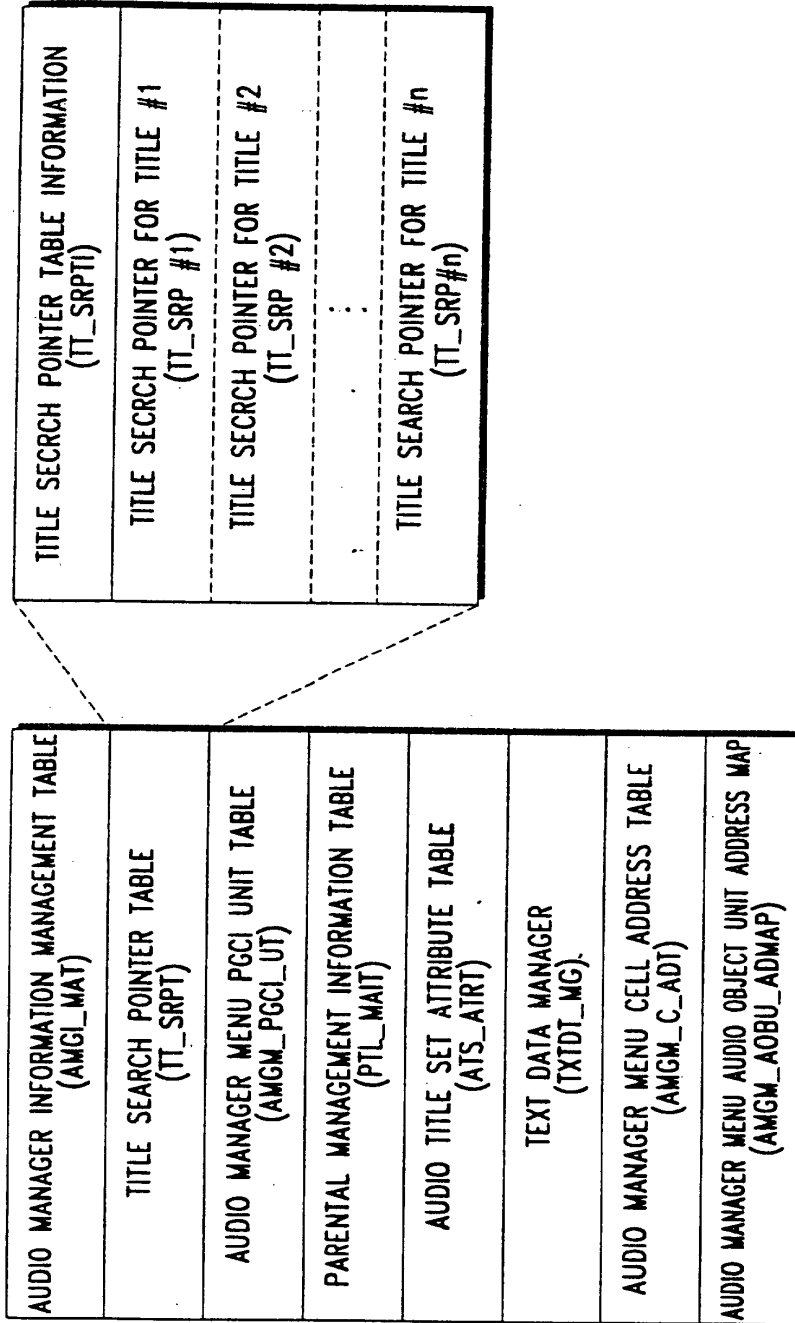 AUDIO MANAGER INFORMATION MANAGEMENT TABLE
(AMGI_MAT)
TITLE SEARCH POINTER TABLE
(TT_SRPT)
AUDIO MANAGER MENU PGCI UNIT TABLE
(AMGM_PGCI_UT)
PARENTAL MANAGEMENT INFORMATION TABLE
(PTL_MAIT)
AUDIO TITLE SET ATTRIBUTE TABLE
(ATS_ATRT)
TEXT DATA MANAGER
(TXTDT_MG)
AUDIO MANAGER MENU CELL ADDRESS TABLE
(AMGM_C_ADT)
AUDIO MANAGER MENU AUDIO OBJECT UNIT ADDRESS MAP
(AMGM_AOBU_ADMAP)
TITLE SECRCH POINTER TABLE INFORMATION
(TT_SRPTI)
TITLE SECRCH POINTER FOR TITLE #1
(TT_SRP #1)
TITLE SECRCH POINTER FOR TITLE #2
(TT_SRP #2)
...
TITLE SEARCH POINTER FOR TITLE #n
(TT_SRP#n)